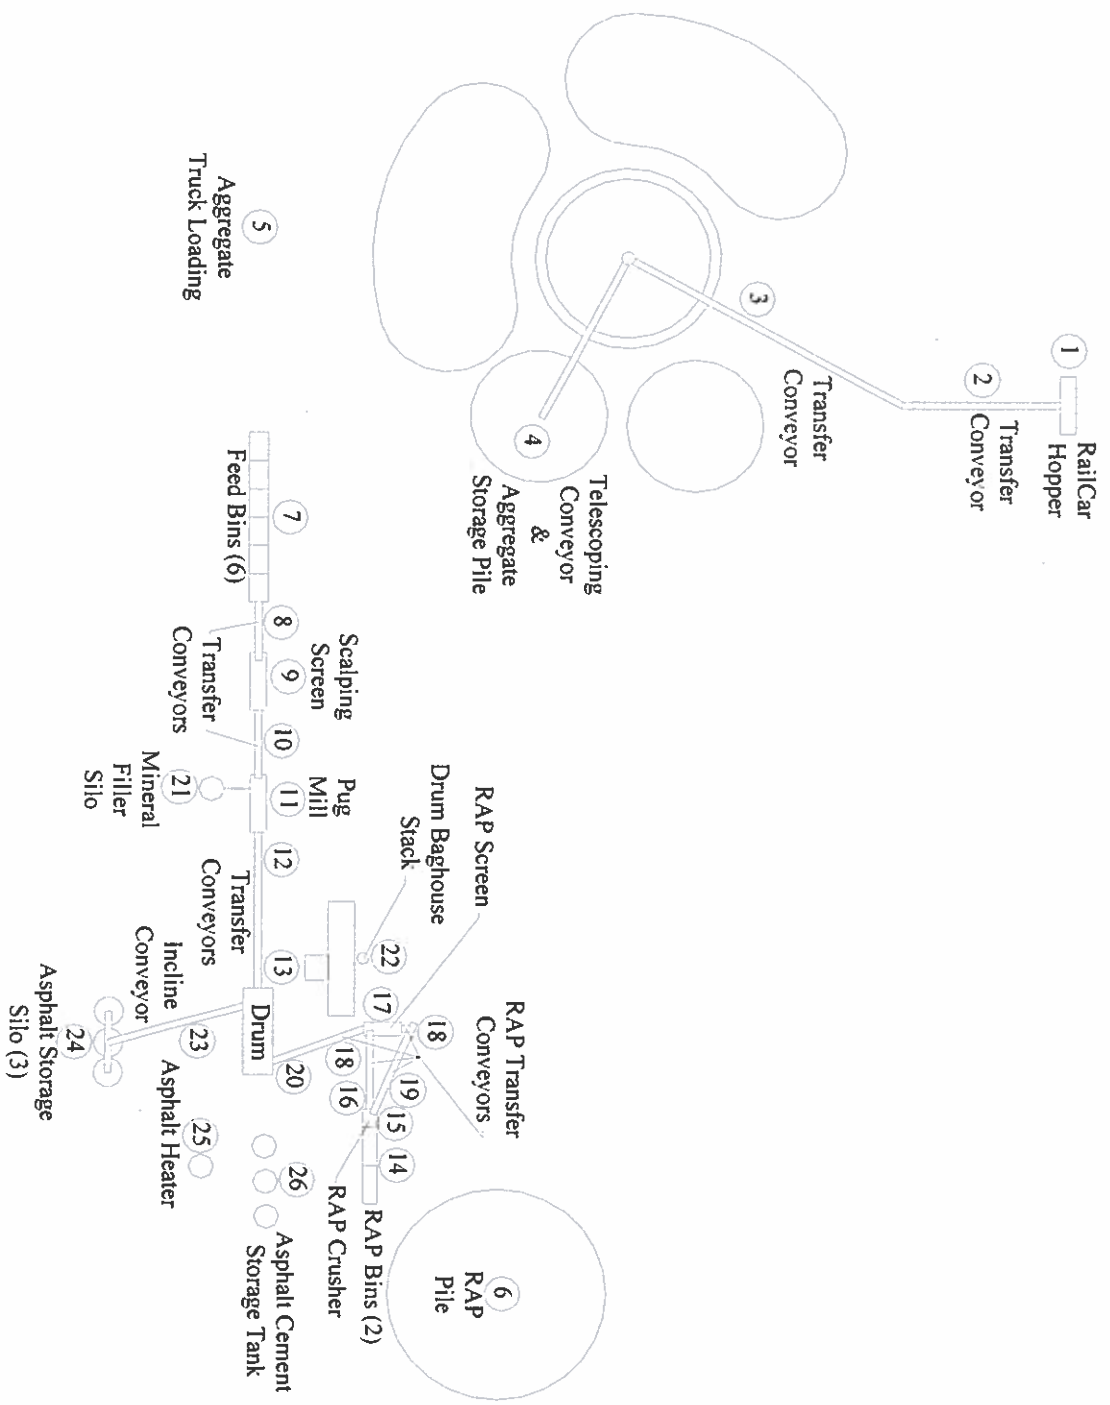 1
RailCar
Hopper
2
Transfer
Conveyor
3
Transfer
Conveyor
4
Telescoping
Conveyor
&
Aggregate
Storage Pile
5
Aggregate
Truck Loading
6
RAP
Pile
7
Feed Bins (6)
8
Scalping
Screen
9
Transfer
Conveyors
10
Pug
Mill
11
21
Mineral
Filler
Silo
12
Transfer
Conveyors
13
Drum
Drum Baghouse
Stack
22
RAP Screen
17
18
RAP Transfer
Conveyors
18
19
16
15
14
20
RAP Bins (2)
RAP Crusher
Incline
Conveyor
23
24
Asphalt Storage
Silo (3)
25
Asphalt Heater
26
Asphalt Cement
Storage Tank